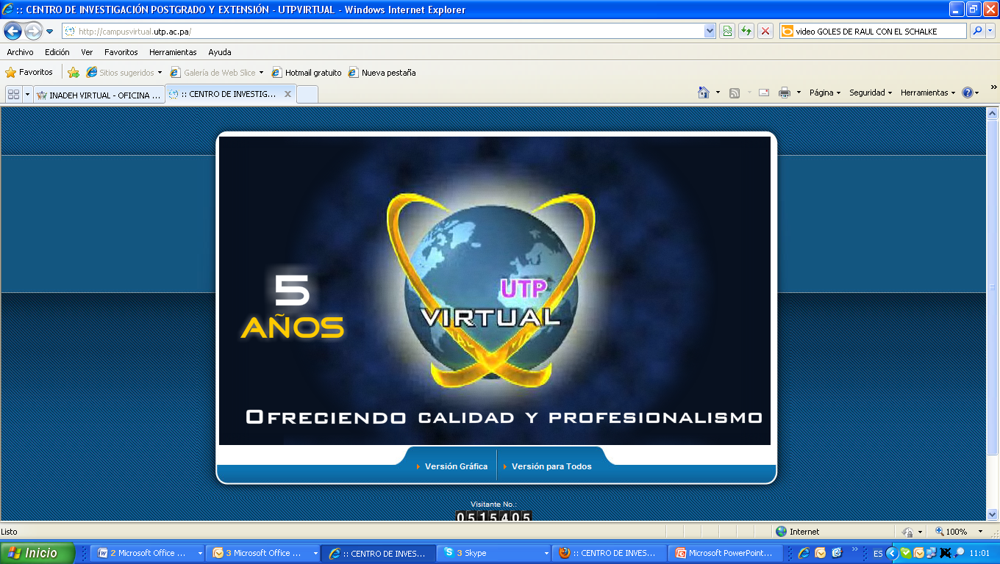 :: CENTRO DE INVESTIGACIÓN POSTGRADO Y EXTENSIÓN - UTPVIRTUAL - Windows Internet Explorer
http://campusvirtual.utp.ac.pa/
video GOLES DE RAUL CON EL SCHALKE
Archivo Edición Ver Favoritos Herramientas Ayuda
Favoritos Sitios sugeridos Galería de Web Slice Hotmail gratuito Nueva pestaña
INADEH VIRTUAL - OFICINA ... :: CENTRO DE INVESTIG... Página Seguridad Herramientas »
UTP
VIRTUAL
5
AÑOS
OFRECIENDO CALIDAD Y PROFESIONALISMO
Versión Gráfica Versión para Todos
Visitante No.:
0515405
Listo Internet 100%
Inicio 2 Microsoft Office ... 3 Microsoft Office ... :: CENTRO DE INVES... 3 Skype :: CENTRO DE INVES... Microsoft PowerPoint... » ES 11:01